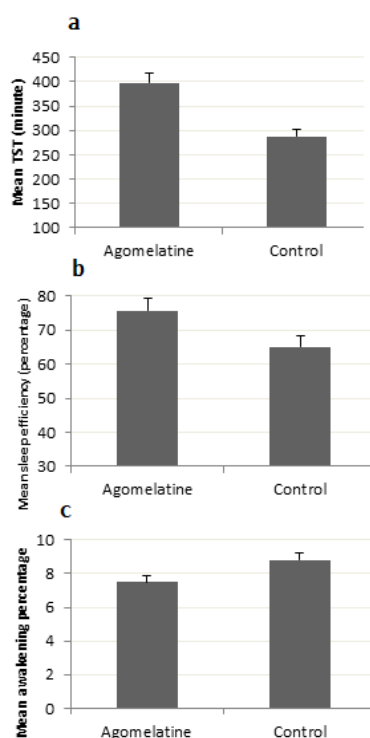 a
Mean TST (minute)
450
400
350
300
250
200
150
100
Agomelatine Control
b
Mean sleep efficiency (percertage)
80
70
60
50
40
30
Agomelatine Control
c
Mean awakening percentage
10
8
6
4
2
0
Agomelatine Control